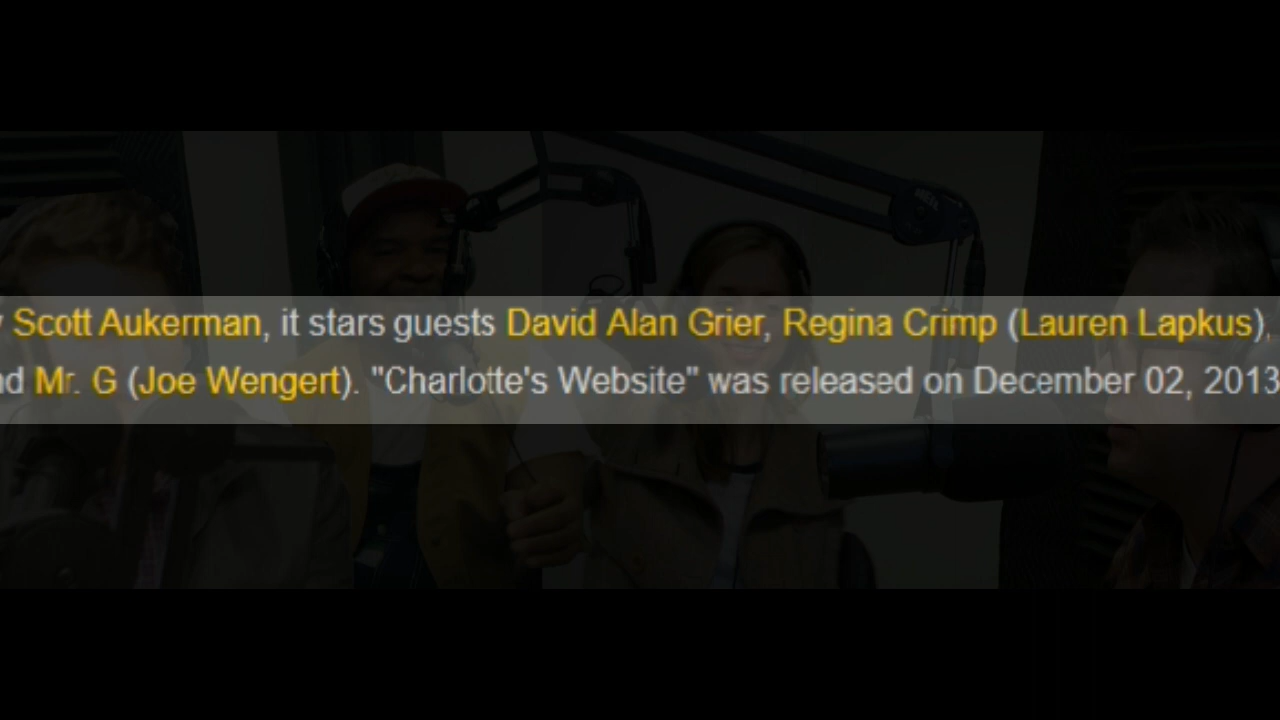 Scott Aukerman, it stars guests David Alan Grier, Regina Crimp (Lauren Lapkus),
Mr. G (Joe Wengert). "Charlotte's Website" was released on December 02, 2013